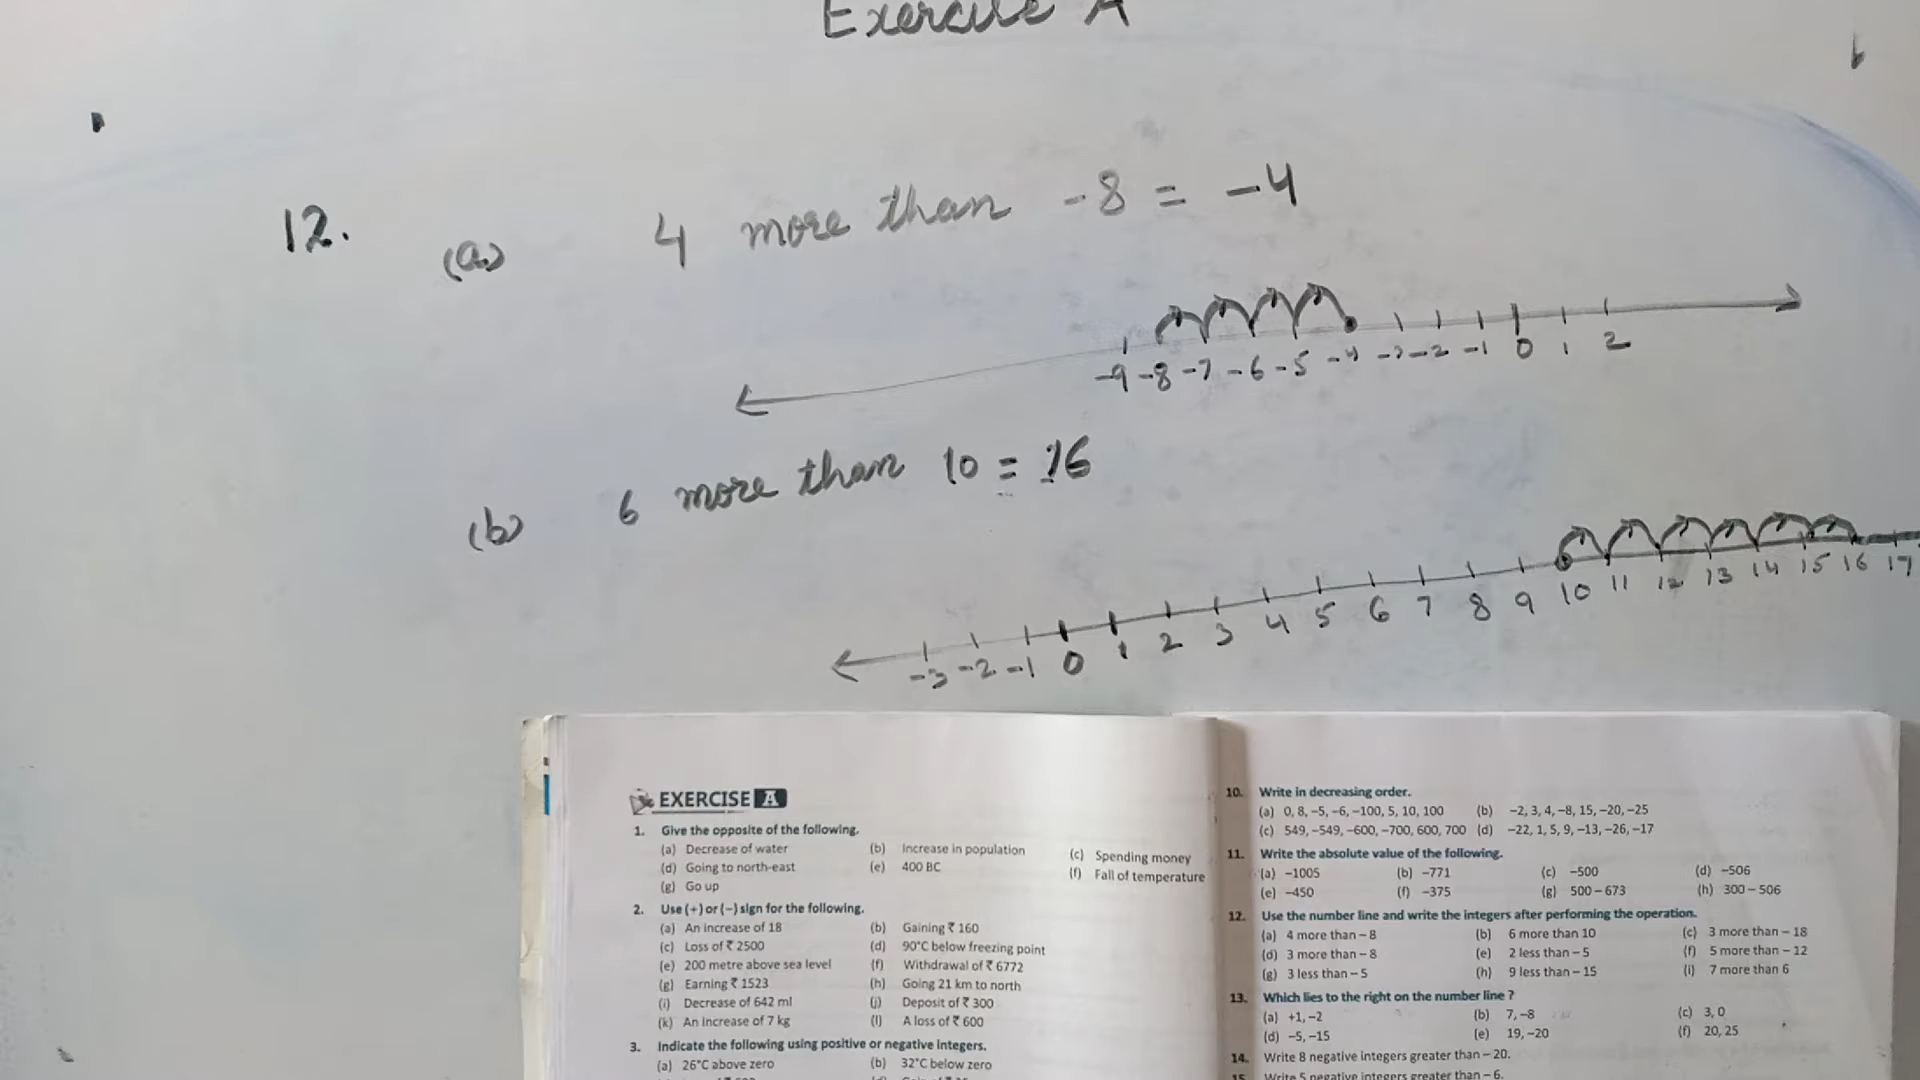 Exercise A
12.
(a) 4 more than -8 = -4
-9 -8 -7 -6 -5 -4 -3 -2 -1 0 1 2
(b) 6 more than 10 = 16
-3 -2 -1 0 1 2 3 4 5 6 7 8 9 10 11 12 13 14 15 16 17
EXERCISE A
1. Give the opposite of the following.
(a) Decrease of water (b) Increase in population (c) Spending money
(d) Going to north-east (e) 400 BC (f) Fall of temperature
(g) Go up
2. Use (+) or (−) sign for the following.
(a) An increase of 18 (b) Gaining ₹ 160
(c) Loss of ₹ 2500 (d) 90°C below freezing point
(e) 200 metre above sea level (f) Withdrawal of ₹ 6772
(g) Earning ₹ 1523 (h) Going 21 km to north
(i) Decrease of 642 ml (j) Deposit of ₹ 300
(k) An increase of 7 kg (l) A loss of ₹ 600
3. Indicate the following using positive or negative integers.
(a) 26°C above zero (b) 32°C below zero
10. Write in decreasing order.
(a) 0, 8, −5, −6, −100, 5, 10, 100 (b) −2, 3, 4, −8, 15, −20, −25
(c) 549, −549, −600, −700, 600, 700 (d) −22, 1, 5, 9, −13, −26, −17
11. Write the absolute value of the following.
(a) −1005 (b) −771 (c) −500 (d) −506
(e) −450 (f) −375 (g) 500 − 673 (h) 300 − 506
12. Use the number line and write the integers after performing the operation.
(a) 4 more than − 8 (b) 6 more than 10 (c) 3 more than − 18
(d) 3 more than − 8 (e) 2 less than − 5 (f) 5 more than − 12
(g) 3 less than − 5 (h) 9 less than − 15 (i) 7 more than 6
13. Which lies to the right on the number line ?
(a) +1, −2 (b) 7, −8 (c) 3, 0
(d) −5, −15 (e) 19, −20 (f) 20, 25
14. Write 8 negative integers greater than − 20.
15. Write 5 negative integers greater than − 6.